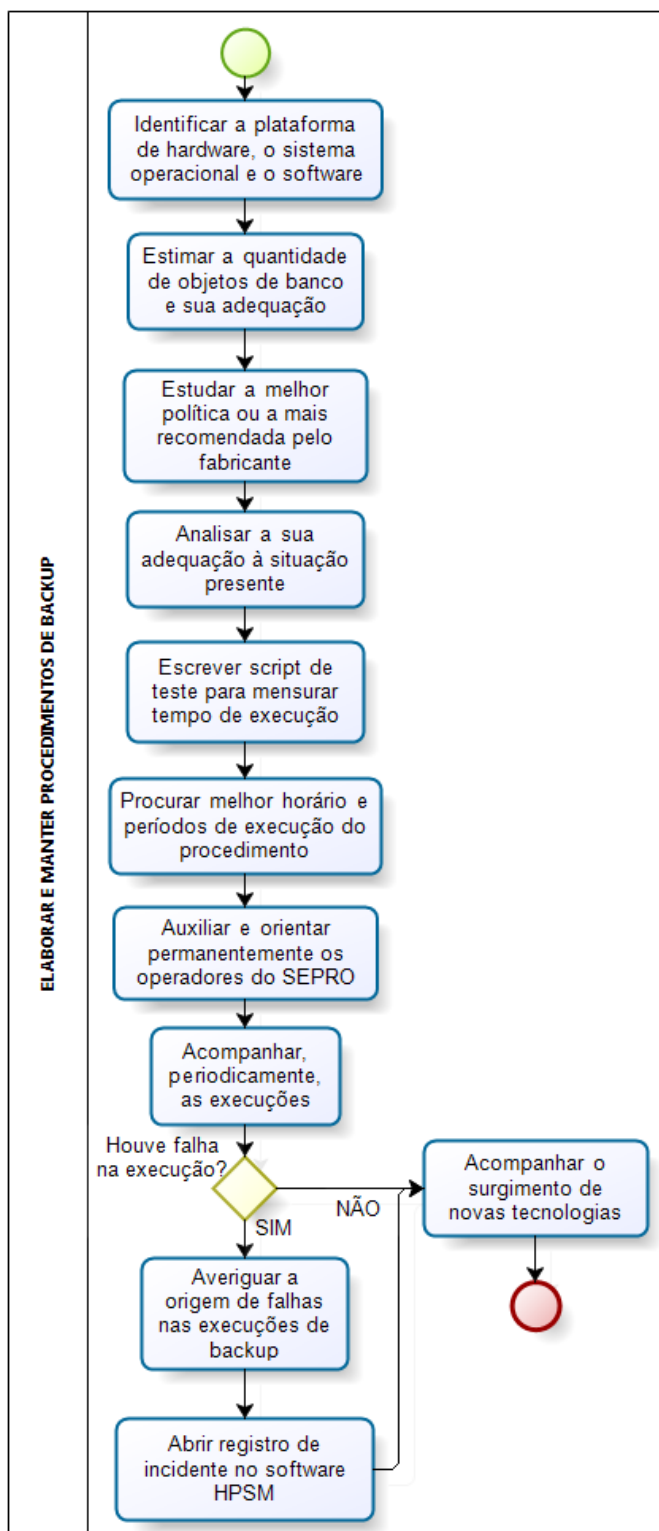 ELABORAR E MANTER PROCEDIMENTOS DE BACKUP
Identificar a plataforma
de hardware, o sistema
operacional e o software
Estimar a quantidade
de objetos de banco
e sua adequação
Estudar a melhor
política ou a mais
recomendada pelo
fabricante
Analisar a sua
adequação à situação
presente
Escrever script de
teste para mensurar
tempo de execução
Procurar melhor horário e
períodos de execução do
procedimento
Auxiliar e orientar
permanentemente os
operadores do SEPRO
Acompanhar,
periodicamente,
as execuções
Houve falha
na execução?
NÃO
SIM
Acompanhar o
surgimento de
novas tecnologias
Averiguar a
origem de falhas
nas execuções de
backup
Abrir registro de
incidente no software
HPSM